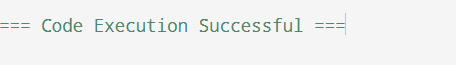 === Code Execution Successful ===